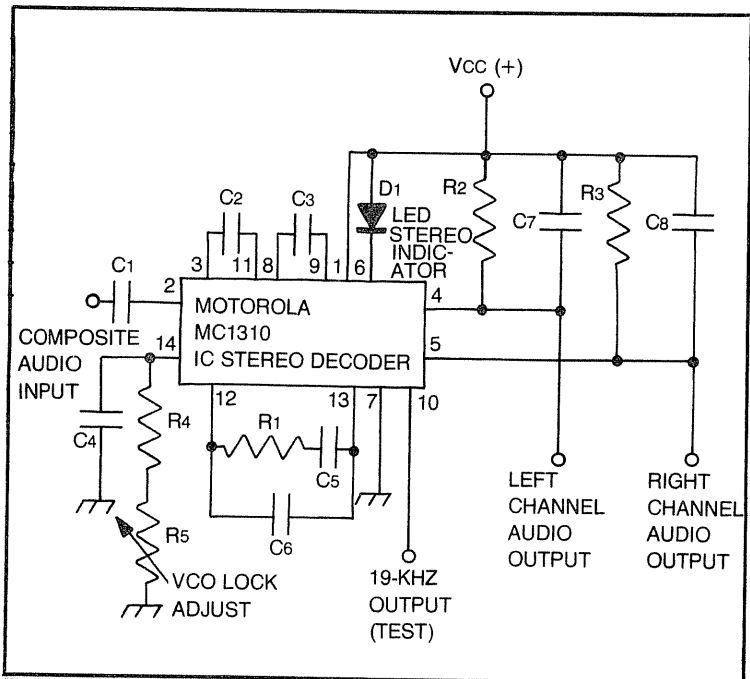 VCC (+)
D1
LED
STEREO
INDIC-
ATOR
R2
C7
R3
C8
C2
C3
C1
3
11
8
9
1
6
2
4
14
5
12
13
7
10
MOTOROLA
MC1310
IC STEREO DECODER
COMPOSITE
AUDIO
INPUT
C4
R4
R5
R1
C5
C6
VCO LOCK
ADJUST
19-KHZ
OUTPUT
(TEST)
LEFT
CHANNEL
AUDIO
OUTPUT
RIGHT
CHANNEL
AUDIO
OUTPUT